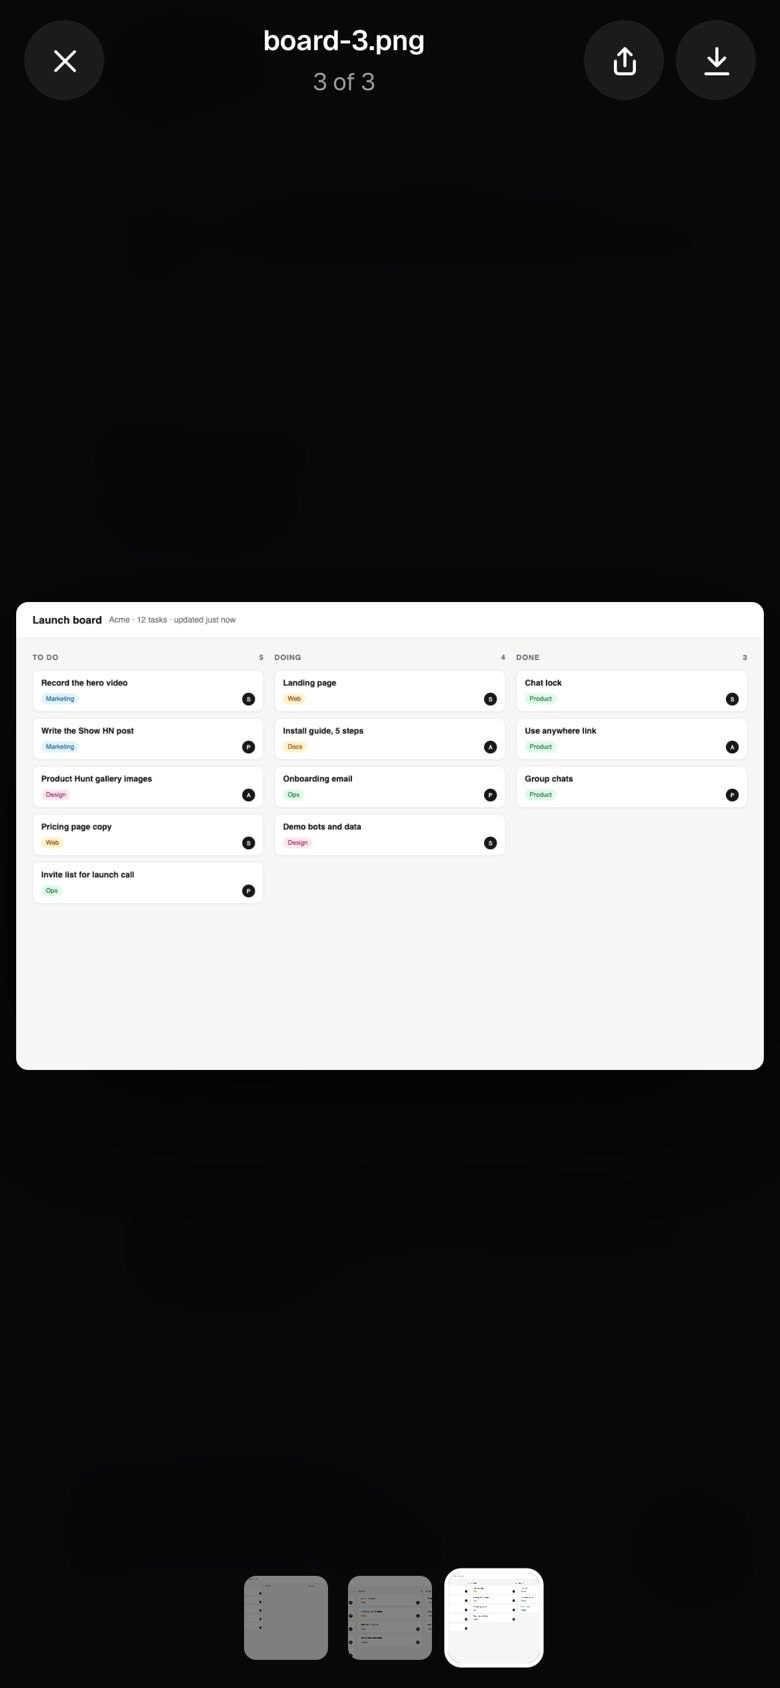 board-3.png
3 of 3
Launch board Acme · 12 tasks · updated just now
TO DO 5
Record the hero video
Marketing S
Write the Show HN post
Marketing P
Product Hunt gallery images
Design A
Pricing page copy
Web S
Invite list for launch call
Ops P
DOING 4
Landing page
Web S
Install guide, 5 steps
Docs A
Onboarding email
Ops P
Demo bots and data
Design S
DONE 3
Chat lock
Product S
Use anywhere link
Product A
Group chats
Product P